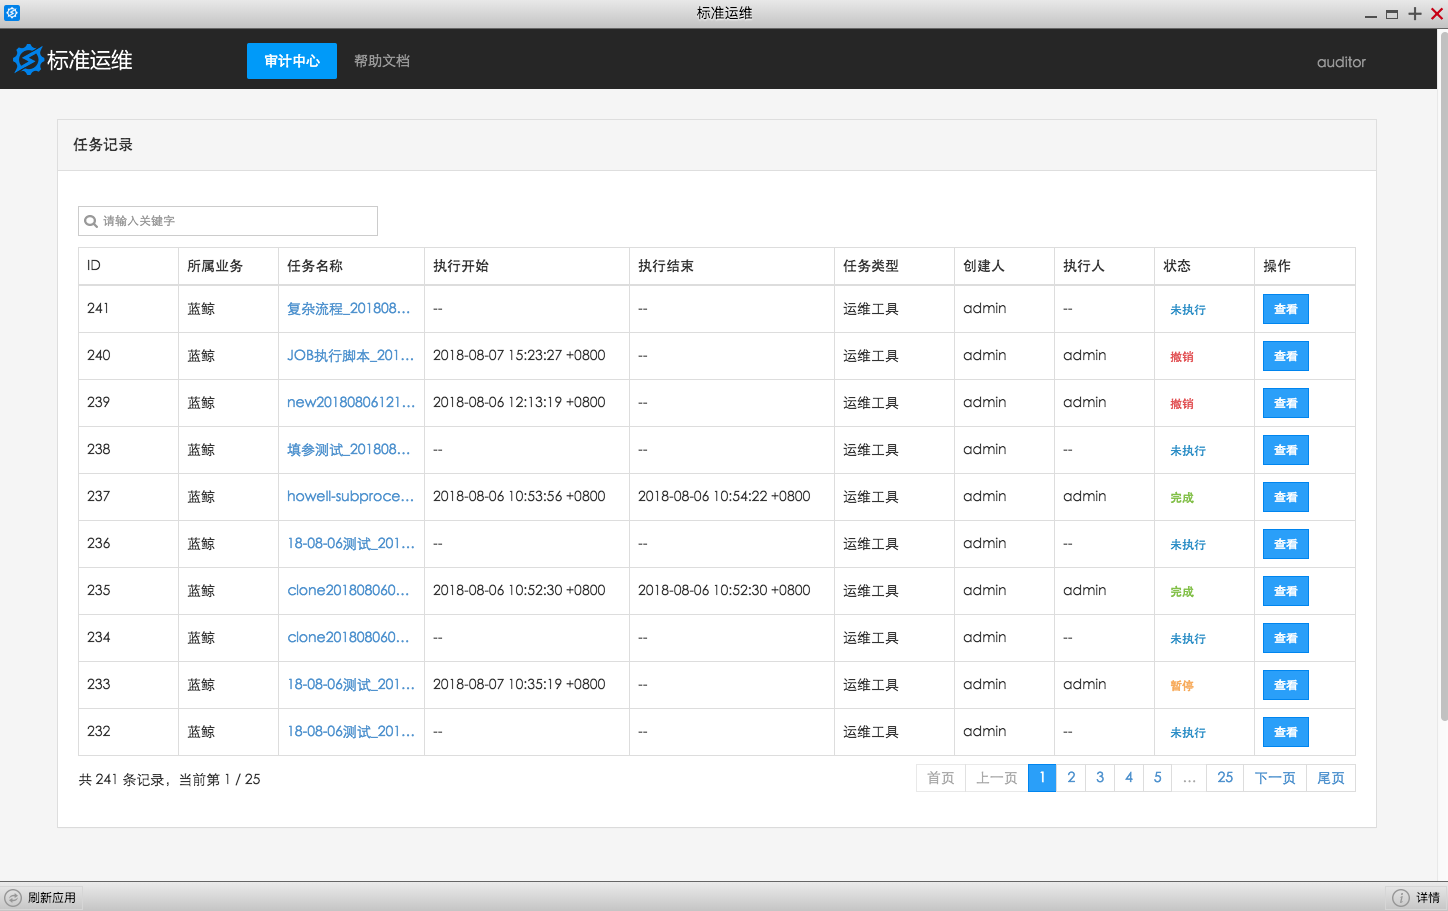 标准运维
标准运维 审计中心 帮助文档 auditor
任务记录
请输入关键字
ID 所属业务 任务名称 执行开始 执行结束 任务类型 创建人 执行人 状态 操作
241 蓝鲸 复杂流程_201808... -- -- 运维工具 admin -- 未执行 查看
240 蓝鲸 JOB执行脚本_201... 2018-08-07 15:23:27 +0800 -- 运维工具 admin admin 撤销 查看
239 蓝鲸 new20180806121... 2018-08-06 12:13:19 +0800 -- 运维工具 admin admin 撤销 查看
238 蓝鲸 填参测试_201808... -- -- 运维工具 admin -- 未执行 查看
237 蓝鲸 howell-subproce... 2018-08-06 10:53:56 +0800 2018-08-06 10:54:22 +0800 运维工具 admin admin 完成 查看
236 蓝鲸 18-08-06测试_201... -- -- 运维工具 admin -- 未执行 查看
235 蓝鲸 clone201808060... 2018-08-06 10:52:30 +0800 2018-08-06 10:52:30 +0800 运维工具 admin admin 完成 查看
234 蓝鲸 clone201808060... -- -- 运维工具 admin -- 未执行 查看
233 蓝鲸 18-08-06测试_201... 2018-08-07 10:35:19 +0800 -- 运维工具 admin admin 暂停 查看
232 蓝鲸 18-08-06测试_201... -- -- 运维工具 admin -- 未执行 查看
共 241 条记录，当前第 1 / 25 首页 上一页 1 2 3 4 5 ... 25 下一页 尾页
刷新应用 详情